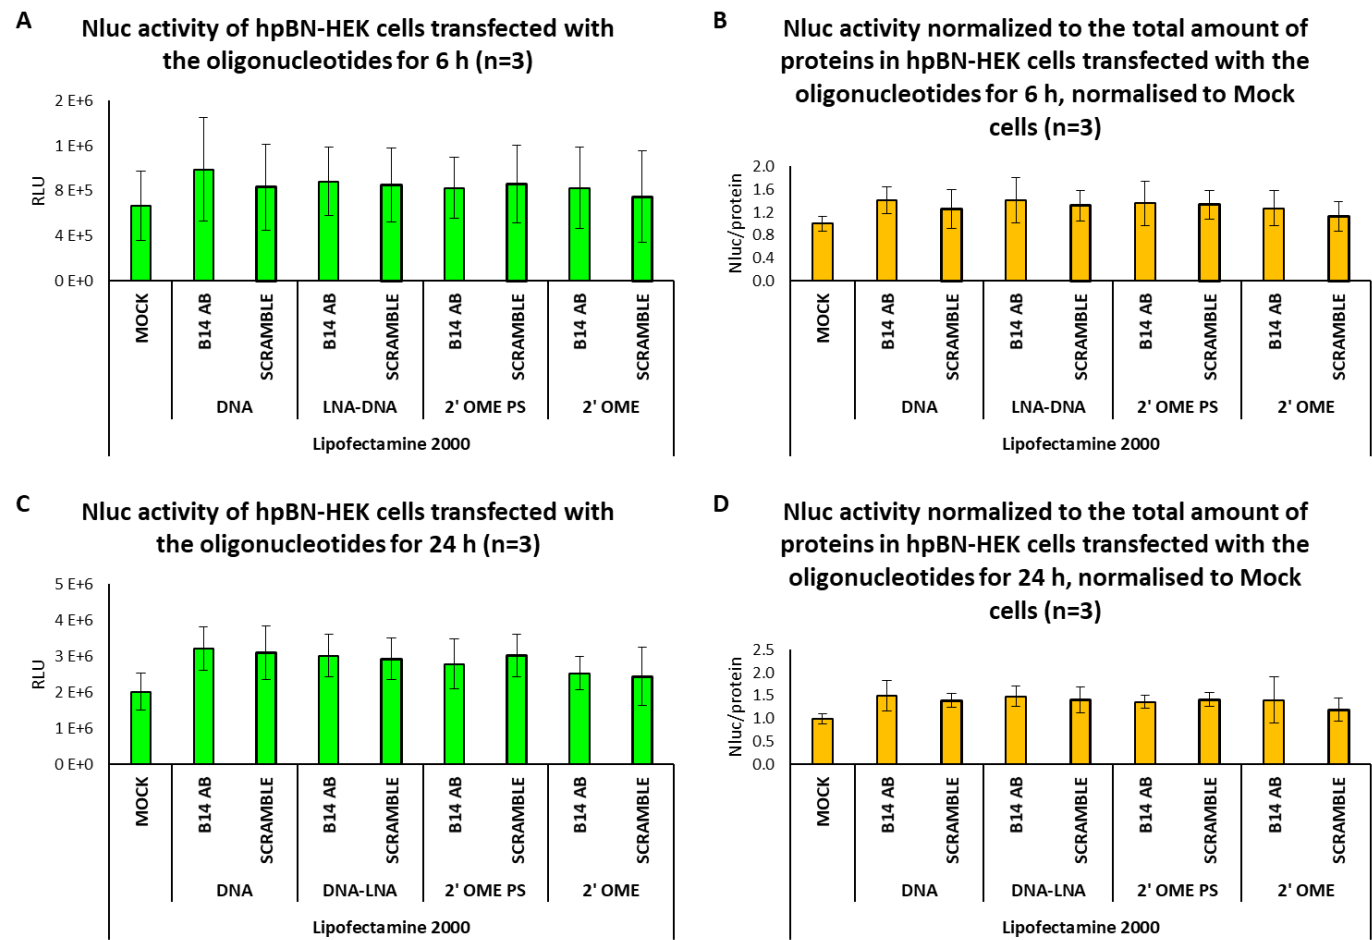 A
Nluc activity of hpBN-HEK cells transfected with
the oligonucleotides for 6 h (n=3)
2 E+6
1 E+6
8 E+5
4 E+5
0 E+0
RLU
MOCK
B14 AB
SCRAMBLE
B14 AB
SCRAMBLE
B14 AB
SCRAMBLE
B14 AB
SCRAMBLE
DNA
LNA-DNA
2' OME PS
2' OME
Lipofectamine 2000
B
Nluc activity normalized to the total amount of
proteins in hpBN-HEK cells transfected with the
oligonucleotides for 6 h, normalised to Mock
cells (n=3)
2.0
1.6
1.2
0.8
0.4
0.0
Nluc/protein
MOCK
B14 AB
SCRAMBLE
B14 AB
SCRAMBLE
B14 AB
SCRAMBLE
B14 AB
SCRAMBLE
DNA
LNA-DNA
2' OME PS
2' OME
Lipofectamine 2000
C
Nluc activity of hpBN-HEK cells transfected with
the oligonucleotides for 24 h (n=3)
5 E+6
4 E+6
3 E+6
2 E+6
1 E+6
0 E+0
RLU
MOCK
B14 AB
SCRAMBLE
B14 AB
SCRAMBLE
B14 AB
SCRAMBLE
B14 AB
SCRAMBLE
DNA
DNA-LNA
2' OME PS
2' OME
Lipofectamine 2000
D
Nluc activity normalized to the total amount of
proteins in hpBN-HEK cells transfected with the
oligonucleotides for 24 h, normalised to Mock
cells (n=3)
2.5
2.0
1.5
1.0
0.5
0.0
Nluc/protein
MOCK
B14 AB
SCRAMBLE
B14 AB
SCRAMBLE
B14 AB
SCRAMBLE
B14 AB
SCRAMBLE
DNA
DNA-LNA
2' OME PS
2' OME
Lipofectamine 2000